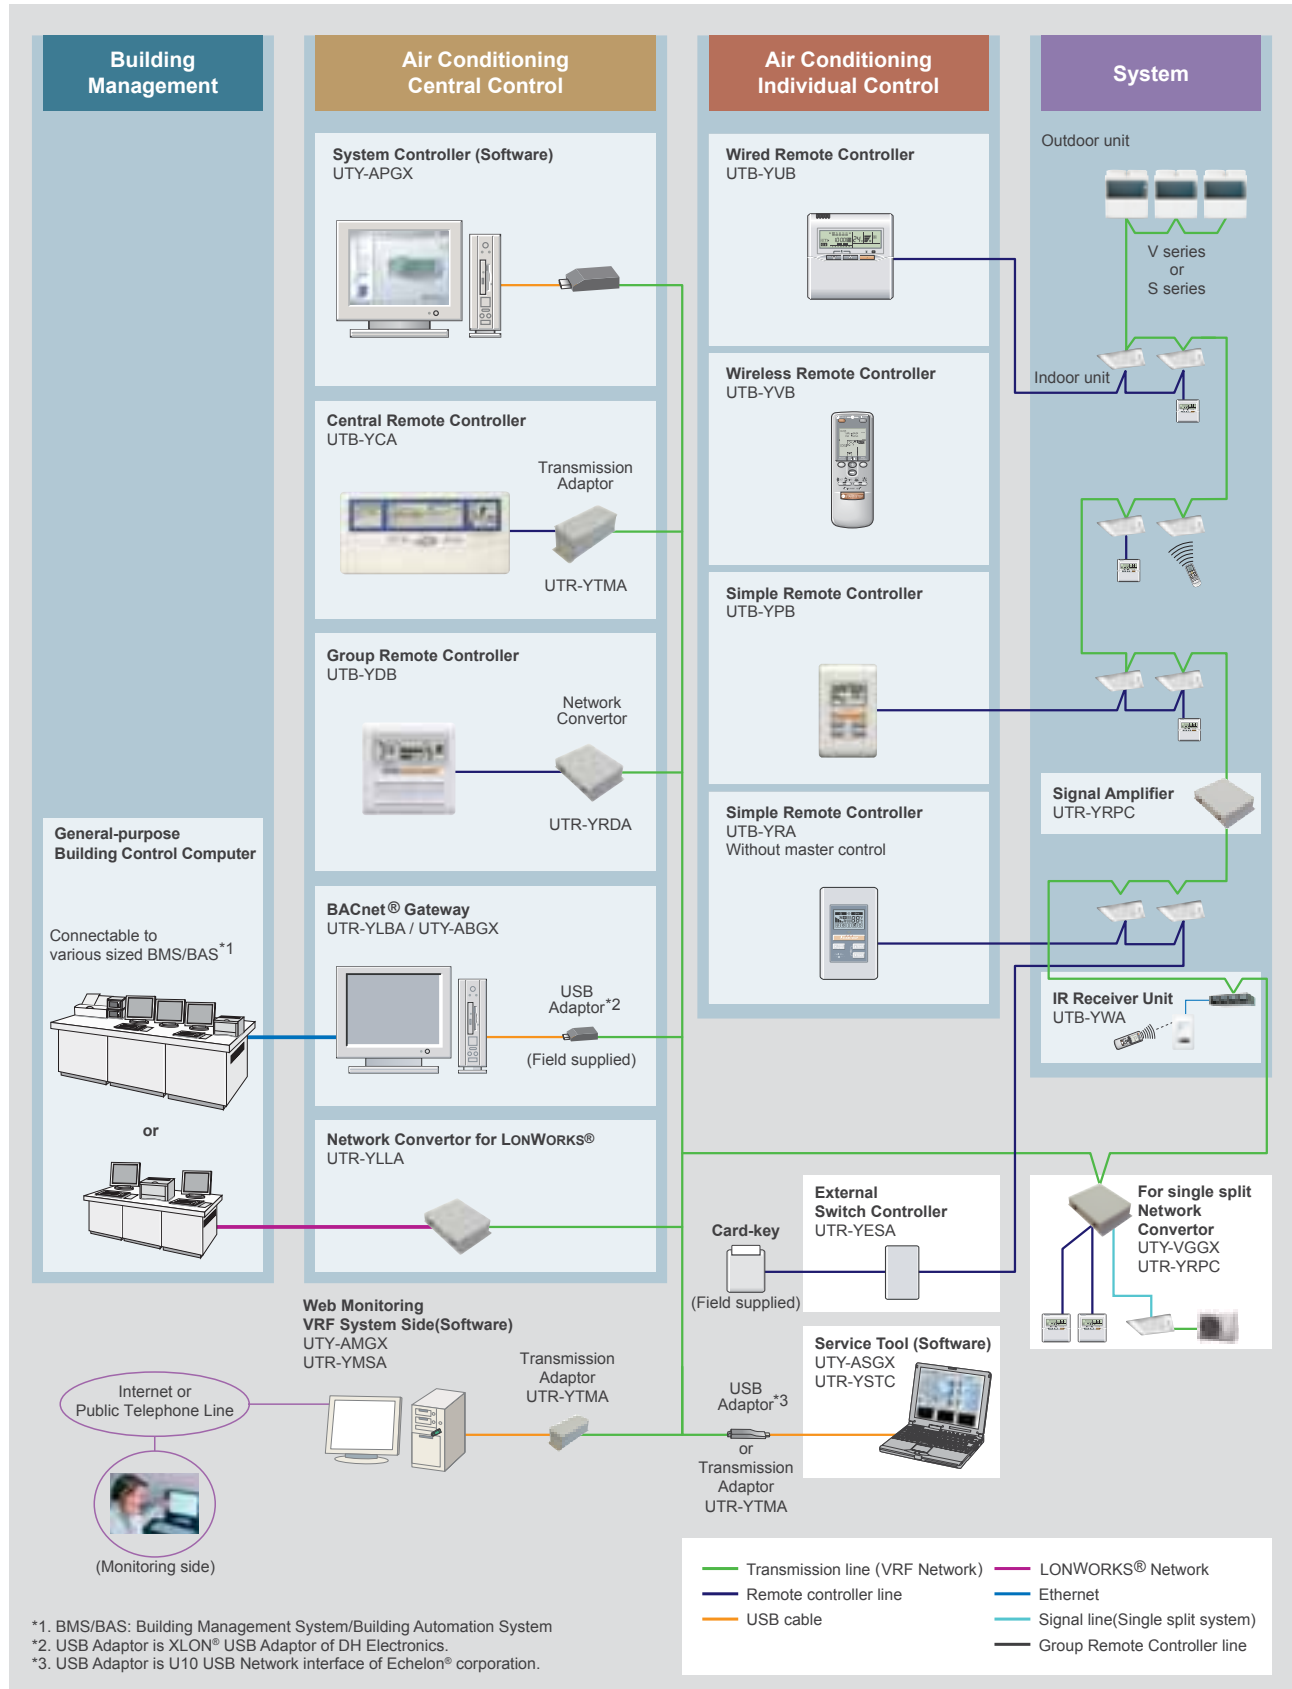 Building
Management
Air Conditioning
Central Control
Air Conditioning
Individual Control
System
System Controller (Software)
UTY-APGX
Central Remote Controller
UTB-YCA
Transmission
Adaptor
UTR-YTMA
Group Remote Controller
UTB-YDB
Network
Convertor
UTR-YRDA
General-purpose
Building Control Computer
Connectable to
various sized BMS/BAS*1
or
BACnet® Gateway
UTR-YLBA / UTY-ABGX
USB
Adaptor*2
(Field supplied)
Network Convertor for LONWORKS®
UTR-YLLA
Wired Remote Controller
UTB-YUB
Wireless Remote Controller
UTB-YVB
Simple Remote Controller
UTB-YPB
Simple Remote Controller
UTB-YRA
Without master control
Outdoor unit
V series
or
S series
Indoor unit
Signal Amplifier
UTR-YRPC
IR Receiver Unit
UTB-YWA
External
Switch Controller
UTR-YESA
Card-key
(Field supplied)
For single split
Network
Convertor
UTY-VGGX
UTR-YRPC
Web Monitoring
VRF System Side(Software)
UTY-AMGX
UTR-YMSA
Transmission
Adaptor
UTR-YTMA
Internet or
Public Telephone Line
(Monitoring side)
Service Tool (Software)
UTY-ASGX
UTR-YSTC
USB
Adaptor*3
or
Transmission
Adaptor
UTR-YTMA
Transmission line (VRF Network)
Remote controller line
USB cable
LONWORKS® Network
Ethernet
Signal line(Single split system)
Group Remote Controller line
*1. BMS/BAS: Building Management System/Building Automation System
*2. USB Adaptor is XLON® USB Adaptor of DH Electronics.
*3. USB Adaptor is U10 USB Network interface of Echelon® corporation.